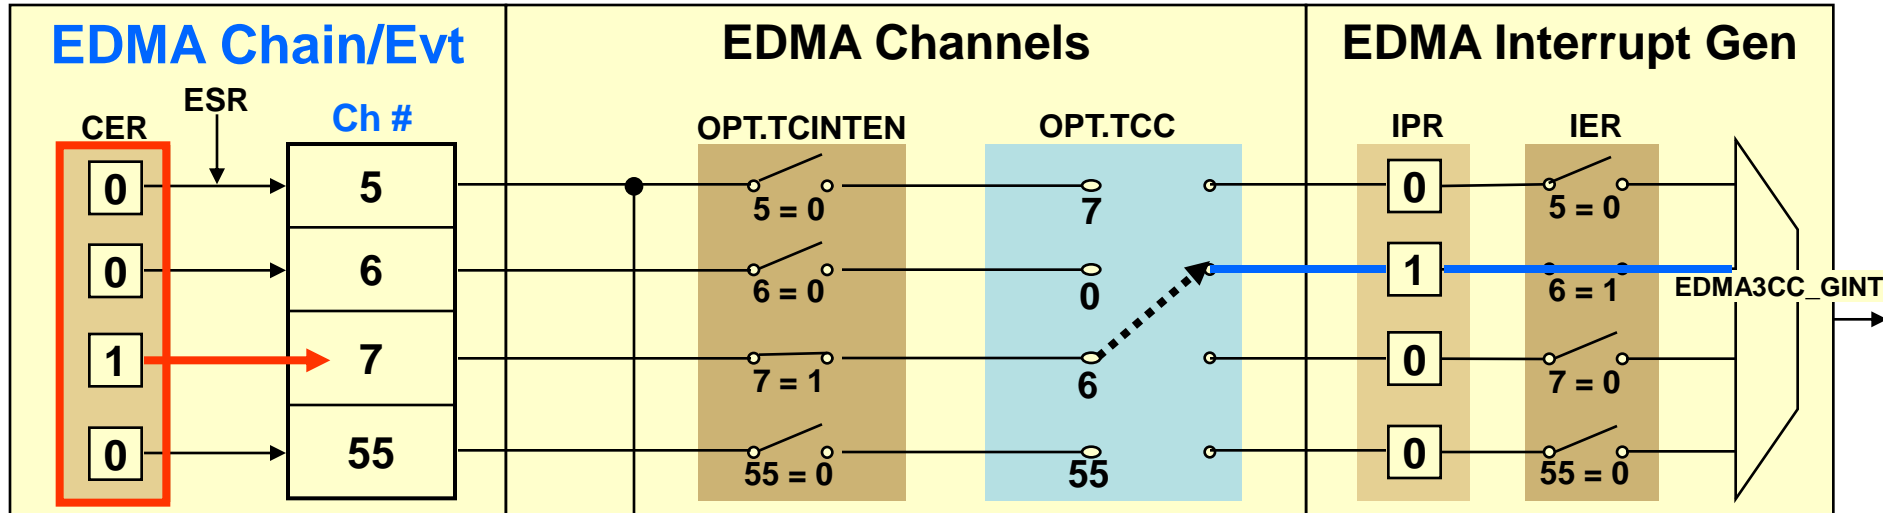 EDMA Chain/Evt
EDMA Channels
EDMA Interrupt Gen
ESR
CER
Ch #
OPT.TCINTEN
OPT.TCC
IPR
IER
0
5
5 = 0
7
0
5 = 0
0
6
6 = 0
0
1
6 = 1
EDMA3CC_GINT
1
7
7 = 1
6
0
7 = 0
0
55
55 = 0
55
0
55 = 0